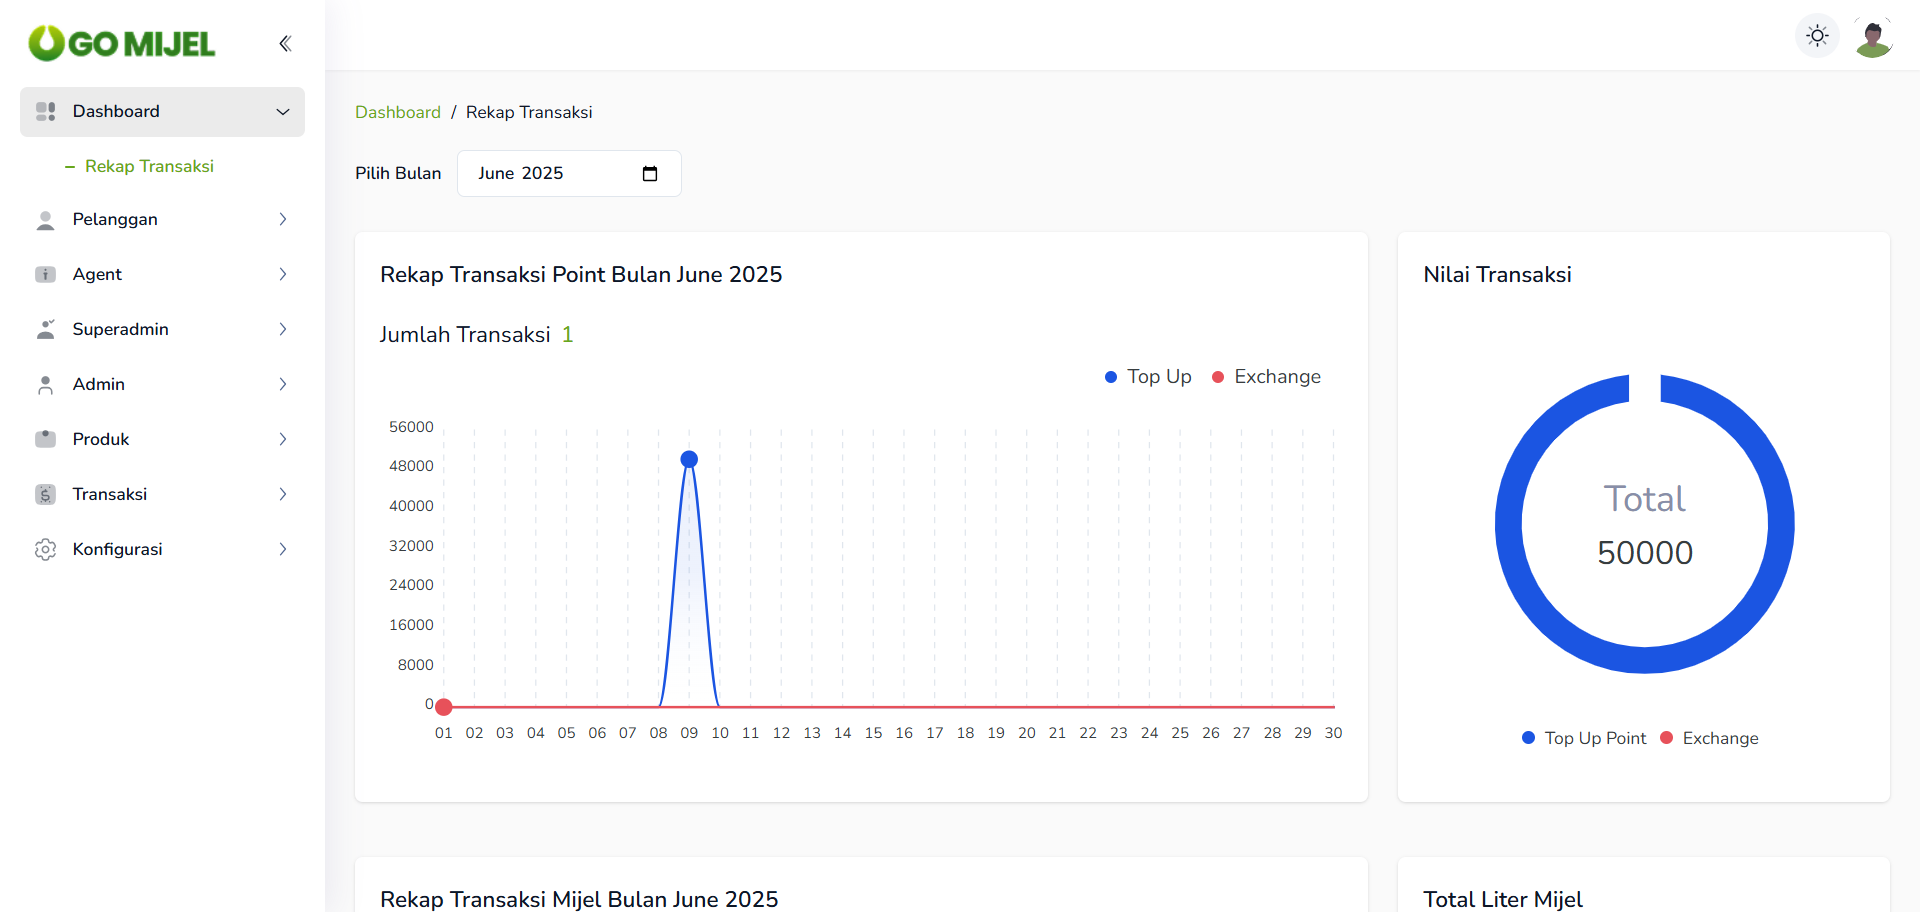 GO MIJEL
Dashboard
Rekap Transaksi
Pelanggan
Agent
Superadmin
Admin
Produk
Transaksi
Konfigurasi
Dashboard / Rekap Transaksi
Pilih Bulan June 2025
Rekap Transaksi Point Bulan June 2025
Jumlah Transaksi 1
Top Up Exchange
56000
48000
40000
32000
24000
16000
8000
0
01 02 03 04 05 06 07 08 09 10 11 12 13 14 15 16 17 18 19 20 21 22 23 24 25 26 27 28 29 30
Nilai Transaksi
Total
50000
Top Up Point Exchange
Rekap Transaksi Mijel Bulan June 2025
Total Liter Mijel